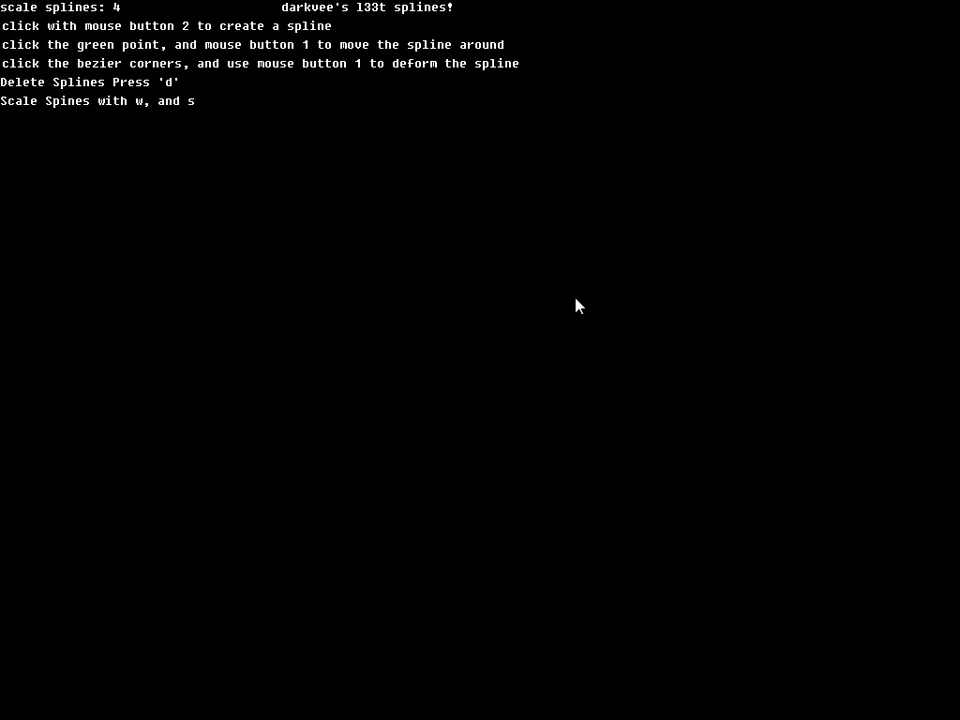 scale splines: 4 darkvee's l33t splines!
click with mouse button 2 to create a spline
click the green point, and mouse button 1 to move the spline around
click the bezier corners, and use mouse button 1 to deform the spline
Delete Splines Press 'd'
Scale Spines with w, and s